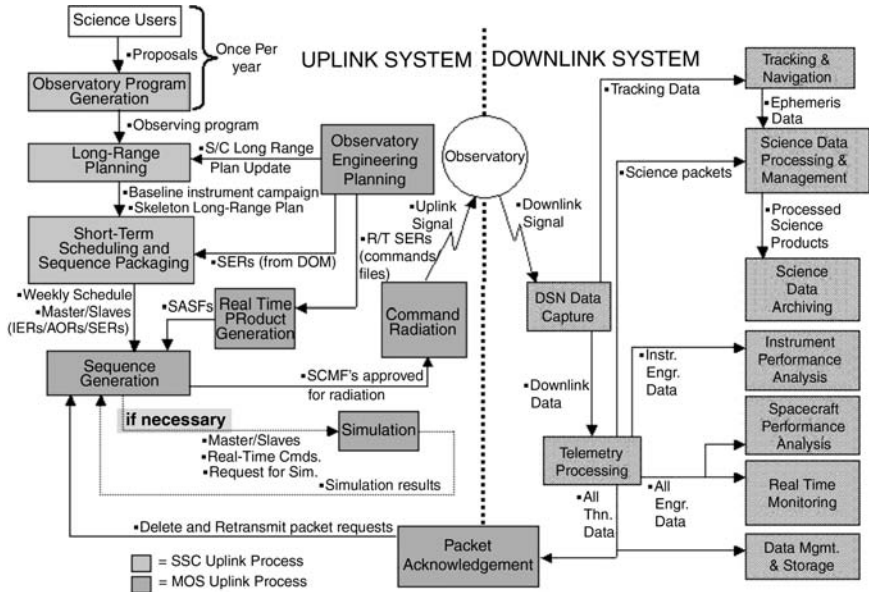 Science Users
▪Proposals
Once Per
year
Observatory Program
Generation
▪Observing program
Long-Range
Planning
▪S/C Long Range
Plan Update
Observatory
Engineering
Planning
▪Baseline instrument campaign
▪Skeleton Long-Range Plan
Short-Term
Scheduling and
Sequence Packaging
▪SERs (from DOM)
▪R/T SERs
(commands
files)
▪Weekly Schedule
▪Master/Slaves
(IERs/AORs/SERs)
▪SASFs
Real Time
PRoduct
Generation
Command
Radiation
Sequence
Generation
▪SCMF's approved
for radiation
if necessary
Simulation
▪Master/Slaves
▪Real-Time Cmds.
▪Request for Sim.
▪Simulation results
▪Delete and Retransmit packet requests
Packet
Acknowledgement
= SSC Uplink Process
= MOS Uplink Process
UPLINK SYSTEM
DOWNLINK SYSTEM
Observatory
▪Uplink
Signal
▪Downlink
Signal
▪Tracking Data
Tracking &
Navigation
▪Ephemeris
Data
▪Science packets
Science Data
Processing &
Management
▪Processed
Science
Products
Science
Data
Archiving
DSN Data
Capture
▪Downlink
Data
▪Instr.
Engr.
Data
Instrument
Performance
Analysis
Spacecraft
Performance
Analysis
Telemetry
Processing
▪All
Thn.
Data
▪All
Engr.
Data
Real Time
Monitoring
Data Mgmt.
& Storage